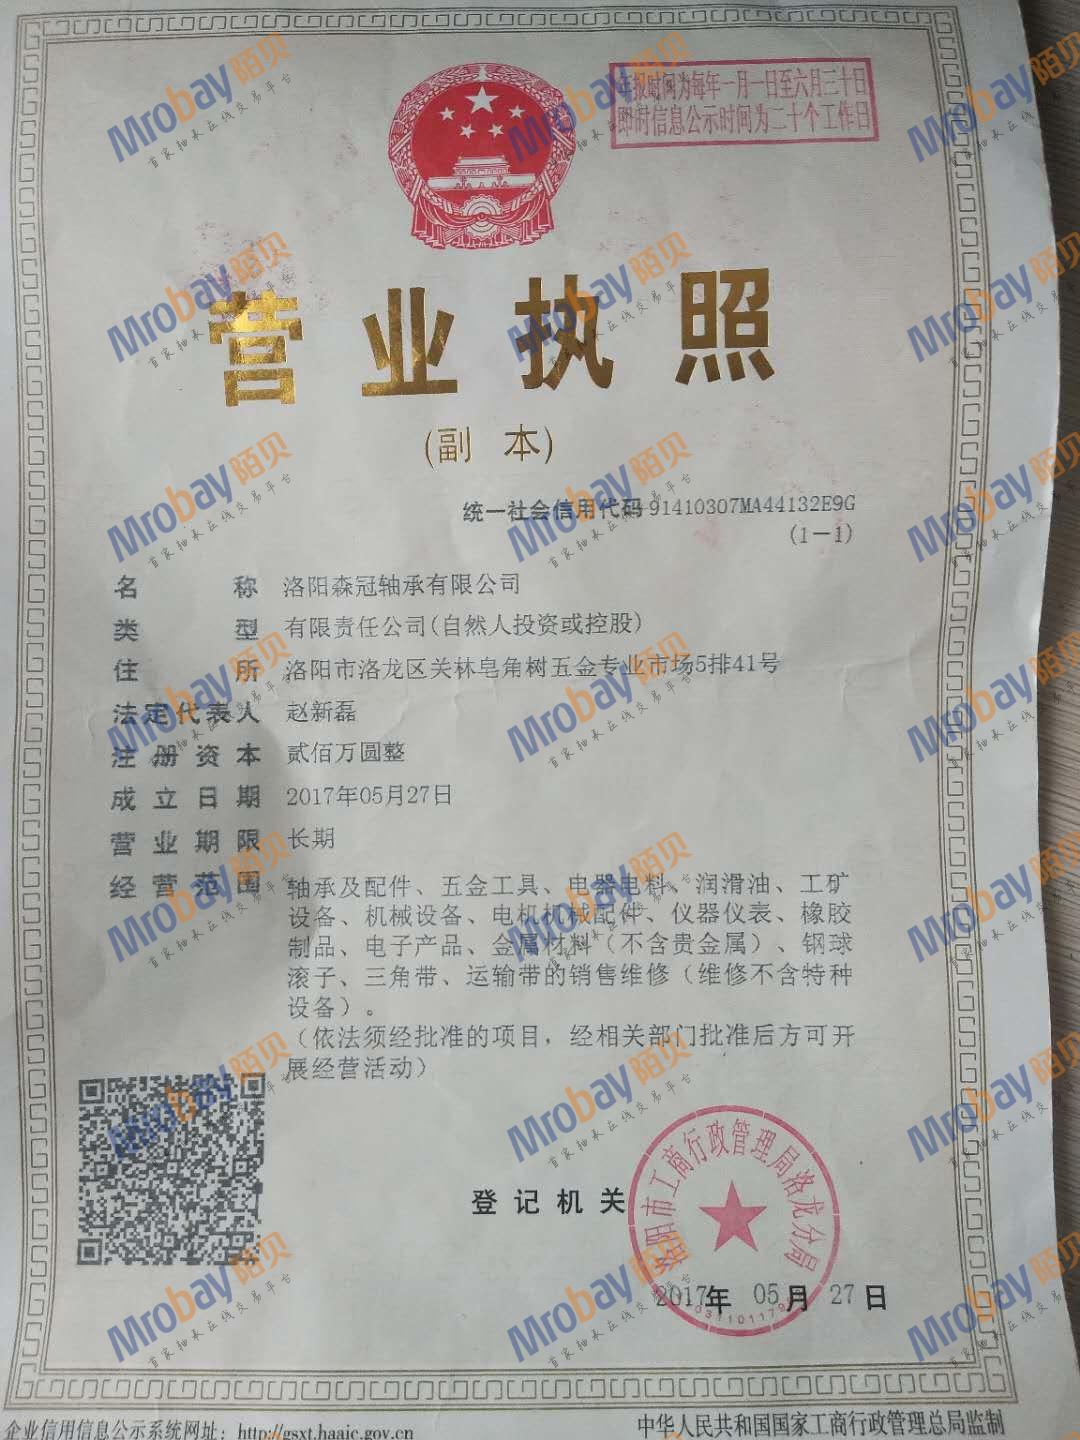 年报时间为每年一月一日至六月三十日
即时信息公示时间为二十个工作日
营业执照
(副 本)
统一社会信用代码 91410307MA44132E9G
(1-1)
名 称 洛阳森冠轴承有限公司
类 型 有限责任公司(自然人投资或控股)
住 所 洛阳市洛龙区关林皂角树五金专业市场5排41号
法定代表人 赵新磊
注册资本 贰佰万圆整
成立日期 2017年05月27日
营业期限 长期
经营范围 轴承及配件、五金工具、电器电料、润滑油、工矿
设备、机械设备、电机机械配件、仪器仪表、橡胶
制品、电子产品、金属材料（不含贵金属）、钢球
滚子、三角带、运输带的销售维修（维修不含特种
设备）。
（依法须经批准的项目，经相关部门批准后方可开
展经营活动）
登记机关
洛阳市工商行政管理局洛龙分局
2017年 05月 27日
企业信用信息公示系统网址： http://gsxt.haaic.gov.cn
中华人民共和国国家工商行政管理总局监制
Mrobay陌贝
首家轴承在线交易平台